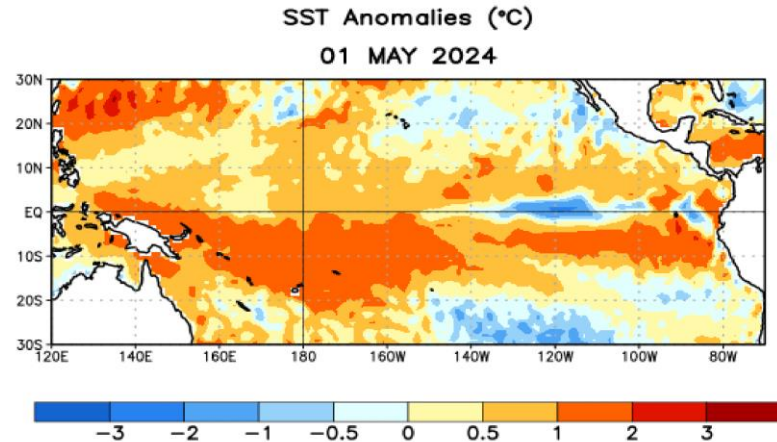 SST Anomalies (°C)
01 MAY 2024
30N
20N
10N
EQ
10S
20S
30S
120E 140E 160E 180 160W 140W 120W 100W 80W
-3 -2 -1 -0.5 0 0.5 1 2 3